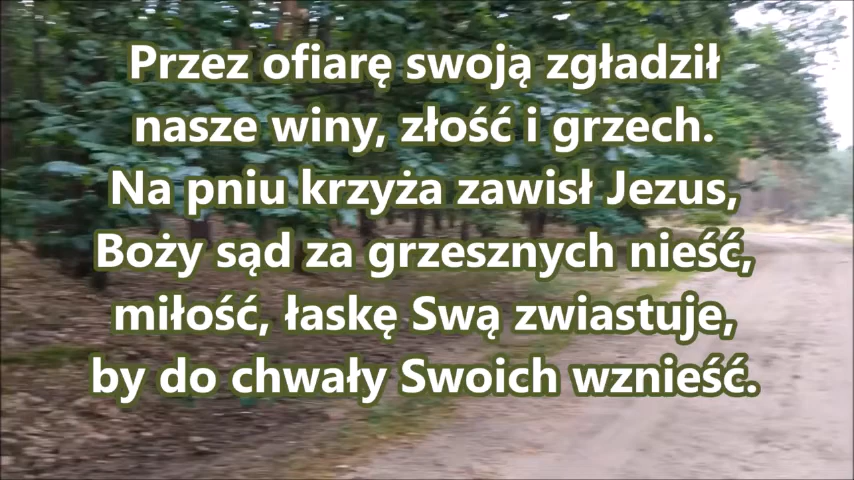 Przez ofiarę swoją zgładził
nasze winy, złość i grzech.
Na pniu krzyża zawisł Jezus,
Boży sąd za grzesznych nieść,
miłość, łaskę Swą zwiastuje,
by do chwały Swoich wznieść.